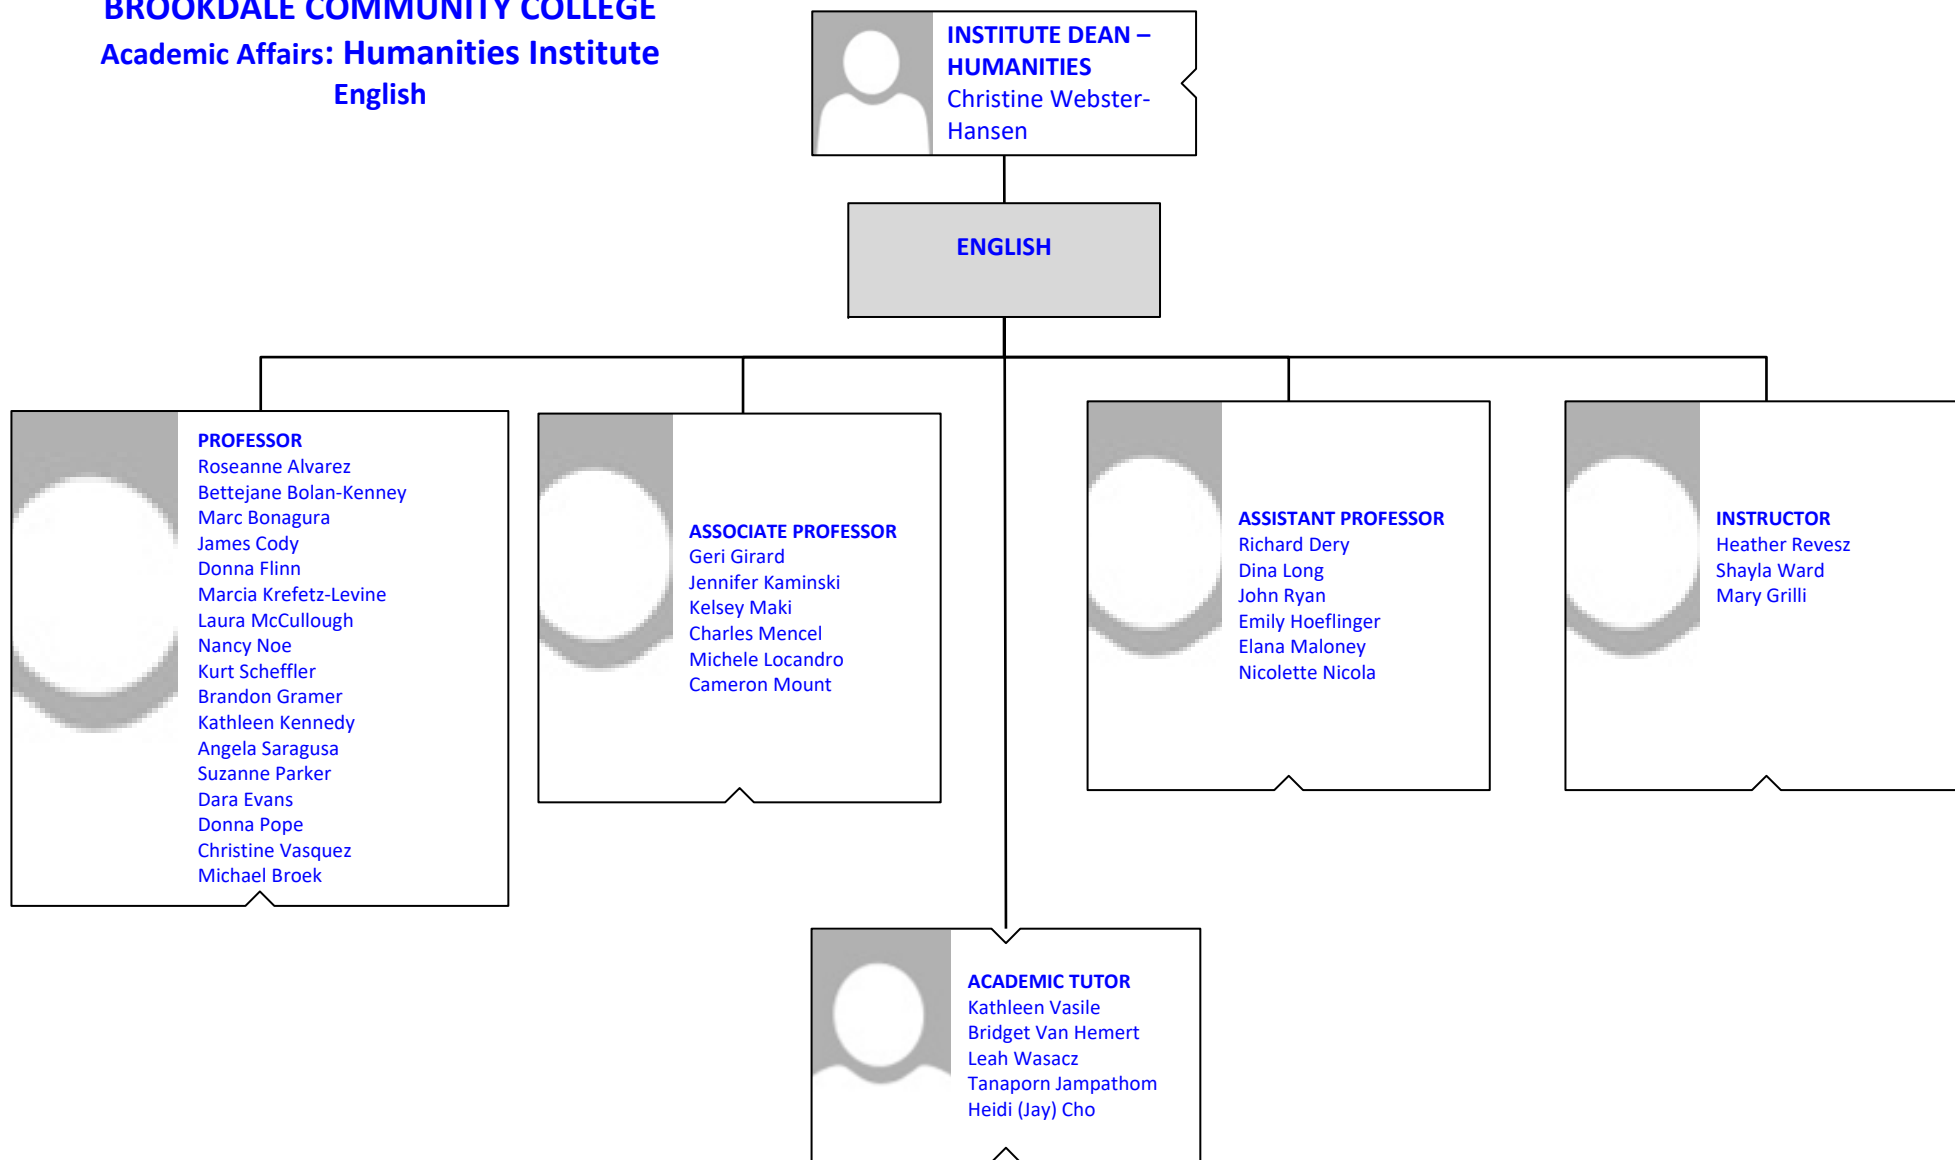 BROOKDALE COMMUNITY COLLEGE
Academic Affairs: Humanities Institute
English
INSTITUTE DEAN –
HUMANITIES
Christine Webster-
Hansen
ENGLISH
PROFESSOR
Roseanne Alvarez
Bettejane Bolan-Kenney
Marc Bonagura
James Cody
Donna Flinn
Marcia Krefetz-Levine
Laura McCullough
Nancy Noe
Kurt Scheffler
Brandon Gramer
Kathleen Kennedy
Angela Saragusa
Suzanne Parker
Dara Evans
Donna Pope
Christine Vasquez
Michael Broek
ASSOCIATE PROFESSOR
Geri Girard
Jennifer Kaminski
Kelsey Maki
Charles Mencel
Michele Locandro
Cameron Mount
ASSISTANT PROFESSOR
Richard Dery
Dina Long
John Ryan
Emily Hoeflinger
Elana Maloney
Nicolette Nicola
INSTRUCTOR
Heather Revesz
Shayla Ward
Mary Grilli
ACADEMIC TUTOR
Kathleen Vasile
Bridget Van Hemert
Leah Wasacz
Tanaporn Jampathom
Heidi (Jay) Cho